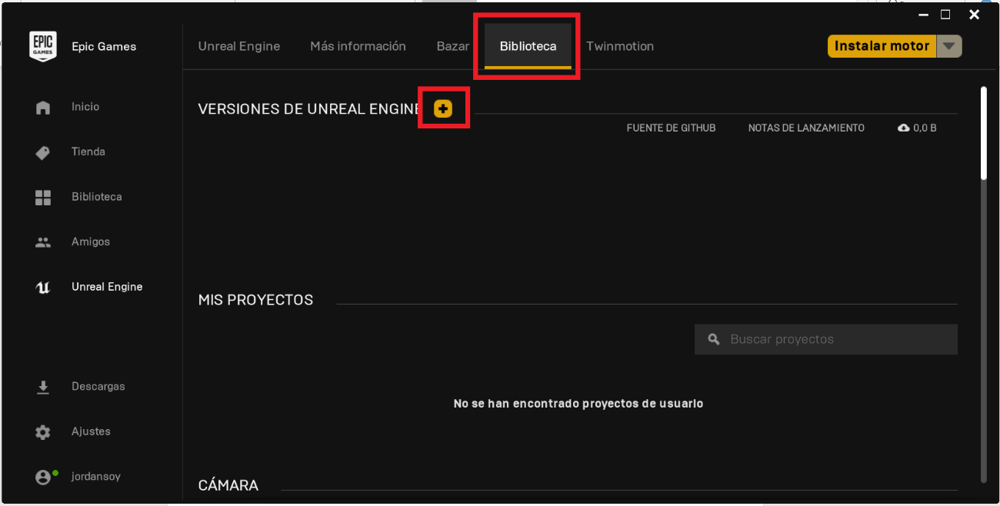 EPIC
GAMES
Epic Games
Unreal Engine
Más información
Bazar
Biblioteca
Twinmotion
Instalar motor
Inicio
Tienda
Biblioteca
Amigos
Unreal Engine
Descargas
Ajustes
jordansoy
VERSIONES DE UNREAL ENGINE
FUENTE DE GITHUB
NOTAS DE LANZAMIENTO
0,0 B
MIS PROYECTOS
Buscar proyectos
No se han encontrado proyectos de usuario
CÁMARA